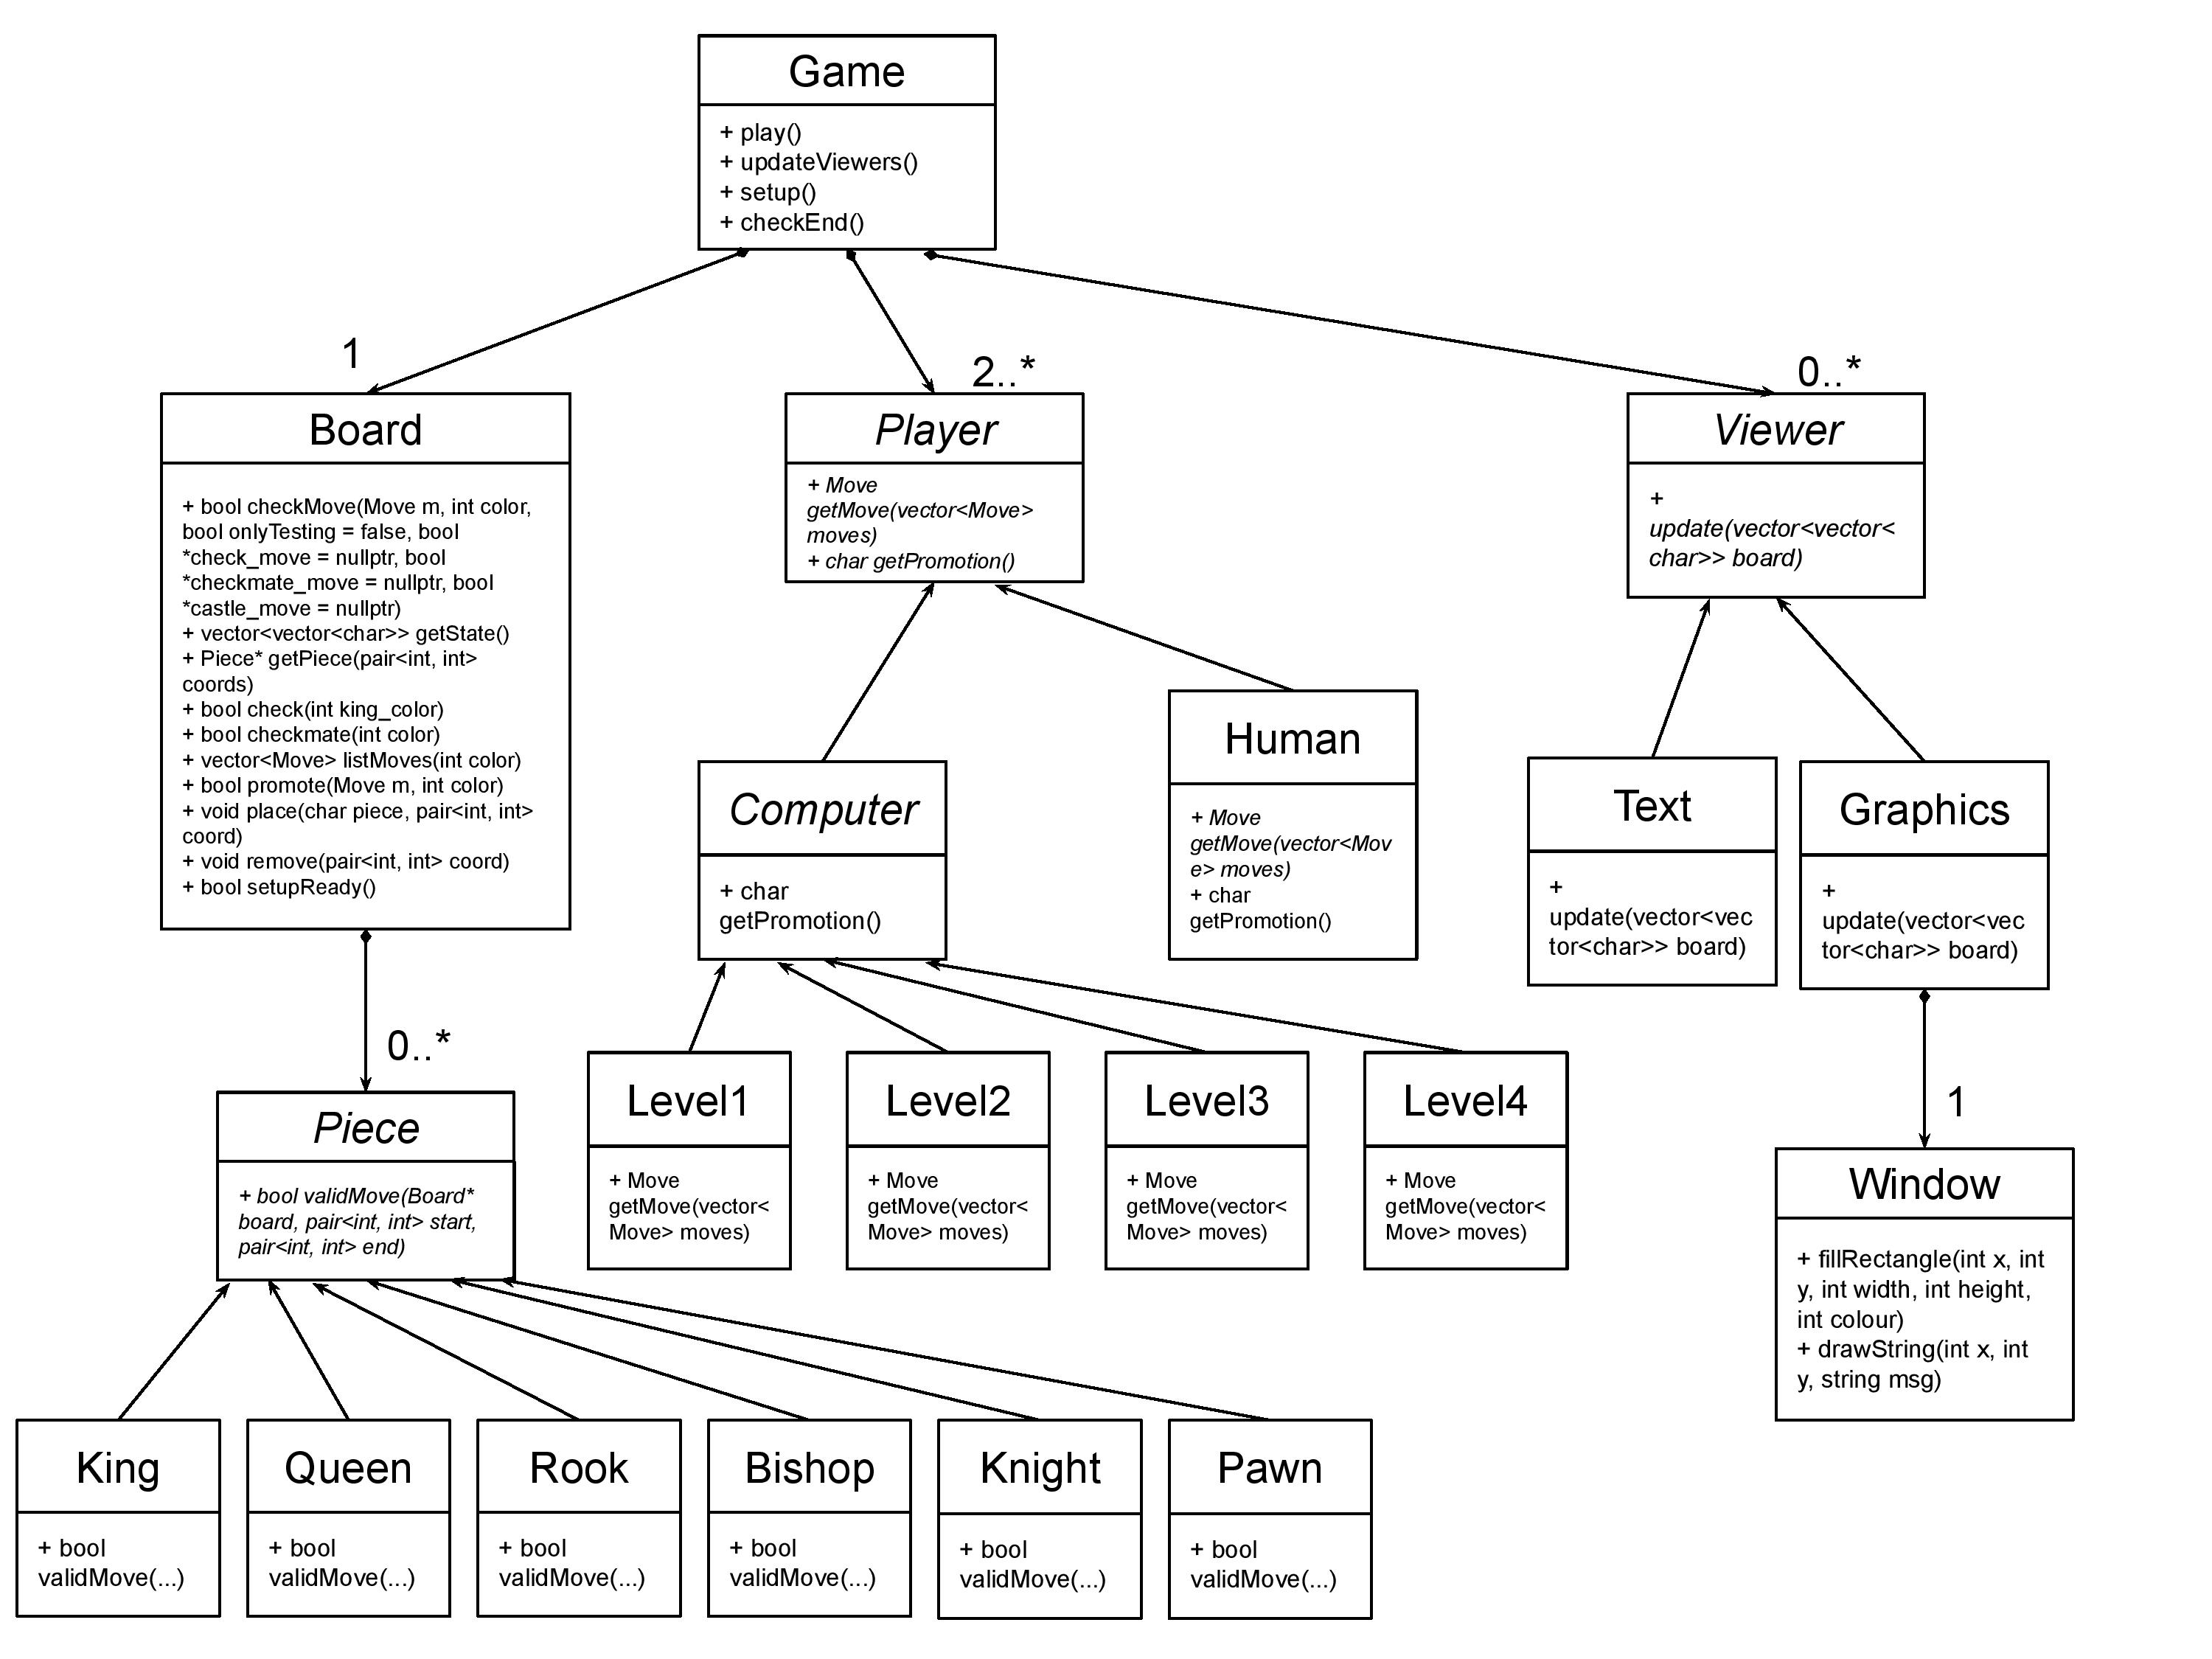 Game
+ play()
+ updateViewers()
+ setup()
+ checkEnd()
1
2..*
0..*
Board
+ bool checkMove(Move m, int color,
bool onlyTesting = false, bool
*check_move = nullptr, bool
*checkmate_move = nullptr, bool
*castle_move = nullptr)
+ vector<vector<char>> getState()
+ Piece* getPiece(pair<int, int>
coords)
+ bool check(int king_color)
+ bool checkmate(int color)
+ vector<Move> listMoves(int color)
+ bool promote(Move m, int color)
+ void place(char piece, pair<int, int>
coord)
+ void remove(pair<int, int> coord)
+ bool setupReady()
Player
+ Move
getMove(vector<Move>
moves)
+ char getPromotion()
Viewer
+
update(vector<vector<
char>> board)
Computer
+ char
getPromotion()
Human
+ Move
getMove(vector<Mov
e> moves)
+ char
getPromotion()
Text
+
update(vector<vec
tor<char>> board)
Graphics
+
update(vector<vec
tor<char>> board)
0..*
1
Piece
+ bool validMove(Board*
board, pair<int, int> start,
pair<int, int> end)
Level1
+ Move
getMove(vector<
Move> moves)
Level2
+ Move
getMove(vector<
Move> moves)
Level3
+ Move
getMove(vector<
Move> moves)
Level4
+ Move
getMove(vector<
Move> moves)
Window
+ fillRectangle(int x, int
y, int width, int height,
int colour)
+ drawString(int x, int
y, string msg)
King
+ bool
validMove(...)
Queen
+ bool
validMove(...)
Rook
+ bool
validMove(...)
Bishop
+ bool
validMove(...)
Knight
+ bool
validMove(...)
Pawn
+ bool
validMove(...)